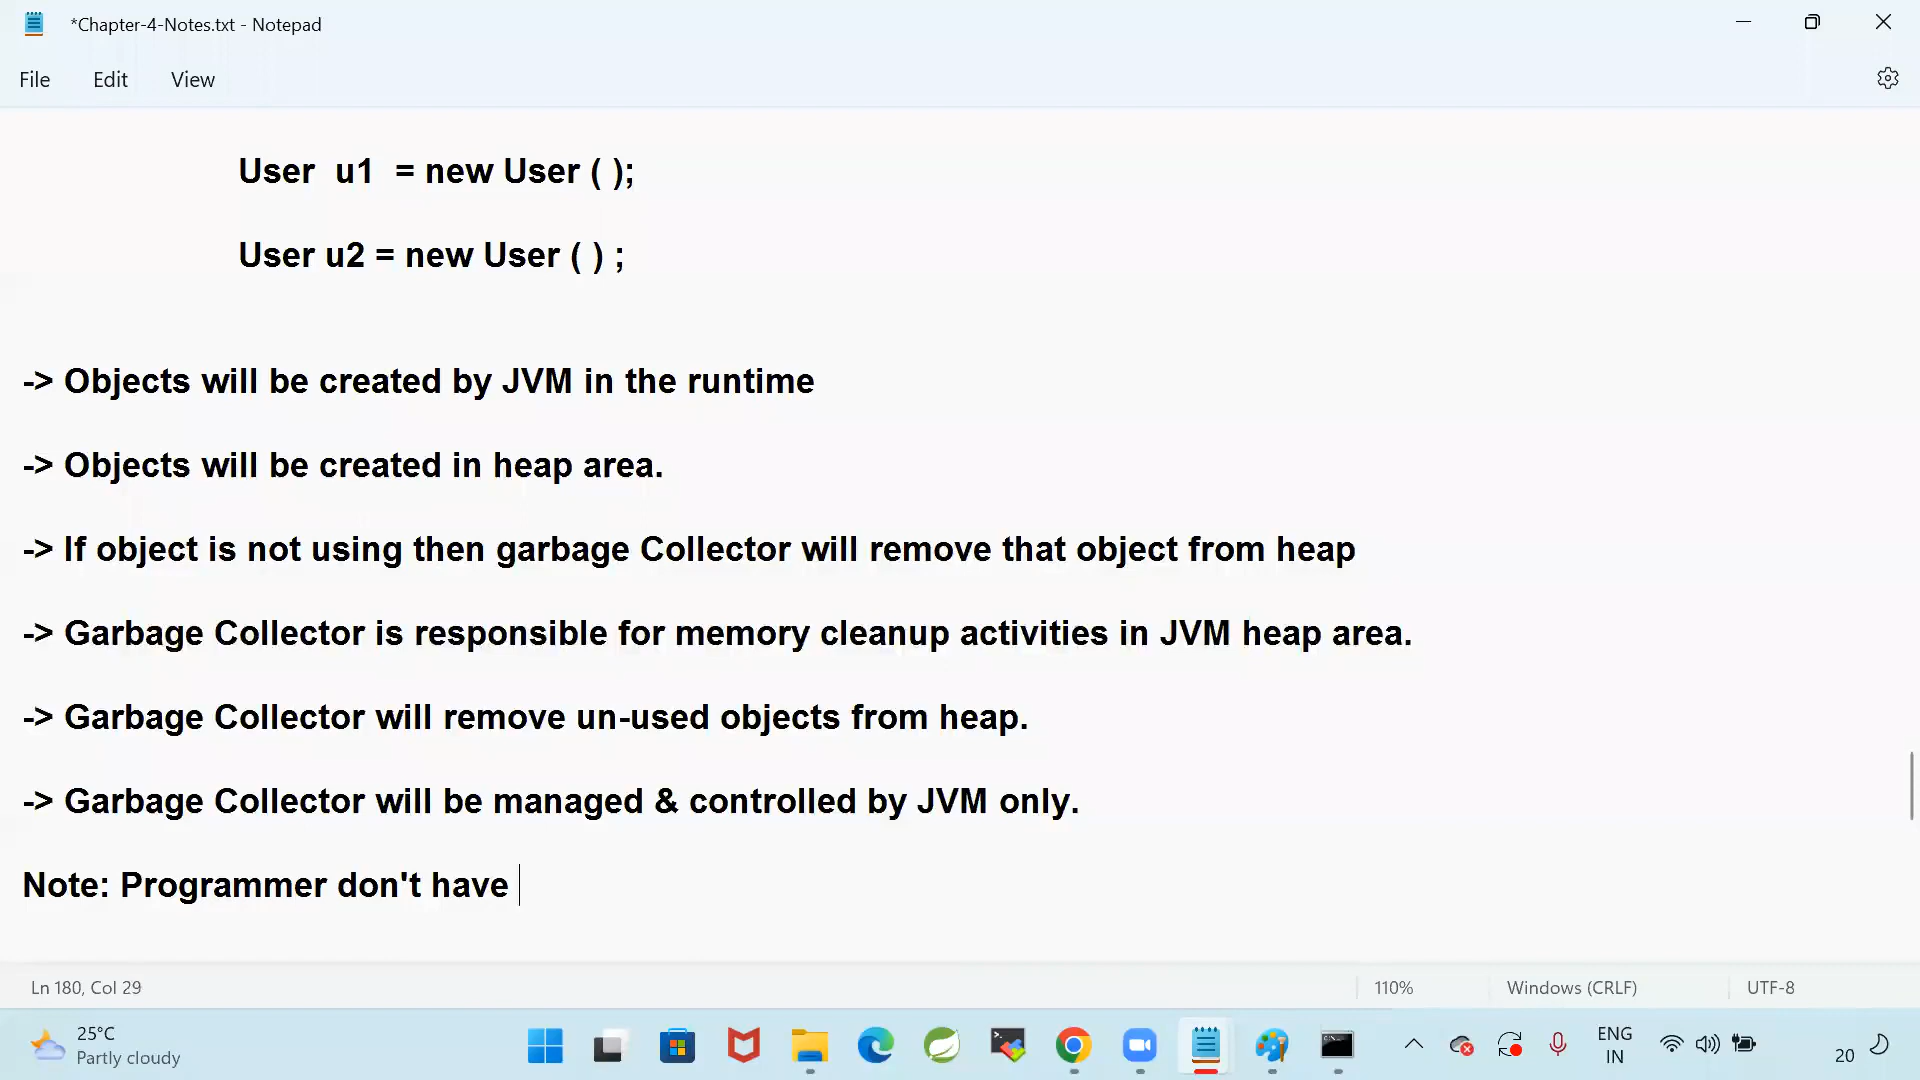 *Chapter-4-Notes.txt - Notepad
File Edit View
User  u1  = new User ( );
User u2 = new User ( ) ;
-> Objects will be created by JVM in the runtime
-> Objects will be created in heap area.
-> If object is not using then garbage Collector will remove that object from heap
-> Garbage Collector is responsible for memory cleanup activities in JVM heap area.
-> Garbage Collector will remove un-used objects from heap.
-> Garbage Collector will be managed & controlled by JVM only.
Note: Programmer don't have
Ln 180, Col 29 110% Windows (CRLF) UTF-8
25°C
Partly cloudy
ENG
IN
20